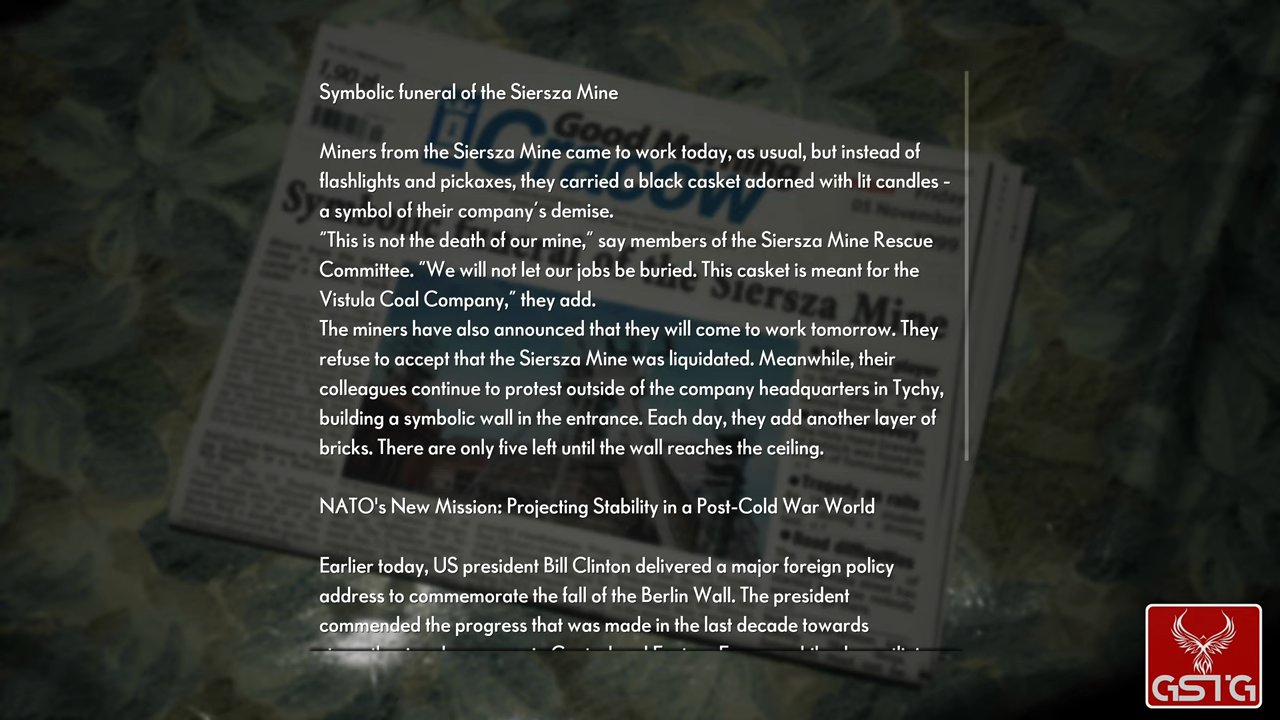 Symbolic funeral of the Siersza Mine
Miners from the Siersza Mine came to work today, as usual, but instead of
flashlights and pickaxes, they carried a black casket adorned with lit candles -
a symbol of their company's demise.
"This is not the death of our mine," say members of the Siersza Mine Rescue
Committee. "We will not let our jobs be buried. This casket is meant for the
Vistula Coal Company," they add.
The miners have also announced that they will come to work tomorrow. They
refuse to accept that the Siersza Mine was liquidated. Meanwhile, their
colleagues continue to protest outside of the company headquarters in Tychy,
building a symbolic wall in the entrance. Each day, they add another layer of
bricks. There are only five left until the wall reaches the ceiling.
NATO's New Mission: Projecting Stability in a Post-Cold War World
Earlier today, US president Bill Clinton delivered a major foreign policy
address to commemorate the fall of the Berlin Wall. The president
commended the progress that was made in the last decade towards
1.90 zł
Good
Cracow
05 November
Siersza Mine
GSTG